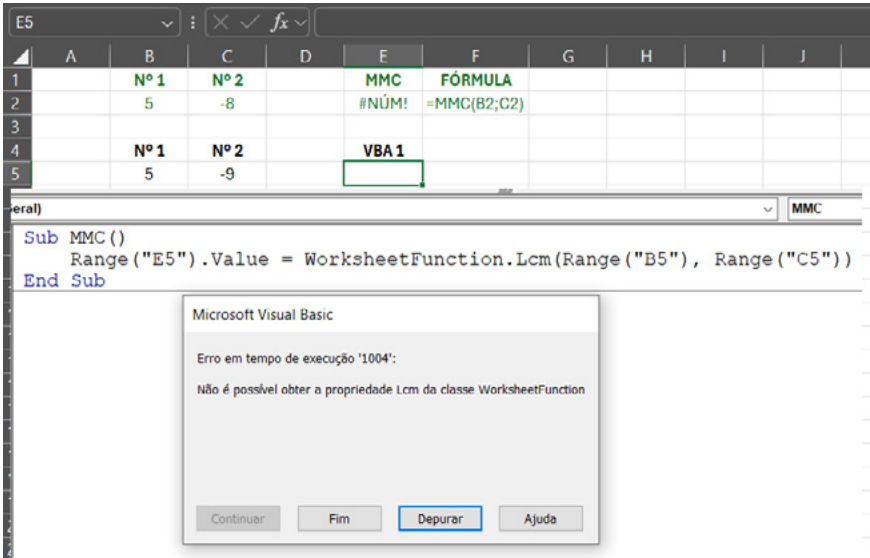 E5 fx
A B C D E F G H I J
1 Nº 1 Nº 2 MMC FÓRMULA
2 5 -8 #NÚM! =MMC(B2;C2)
3
4 Nº 1 Nº 2 VBA 1
5 5 -9
eral) MMC
Sub MMC()
Range("E5").Value = WorksheetFunction.Lcm(Range("B5"), Range("C5"))
End Sub
Microsoft Visual Basic
Erro em tempo de execução '1004':
Não é possível obter a propriedade Lcm da classe WorksheetFunction
Continuar Fim Depurar Ajuda